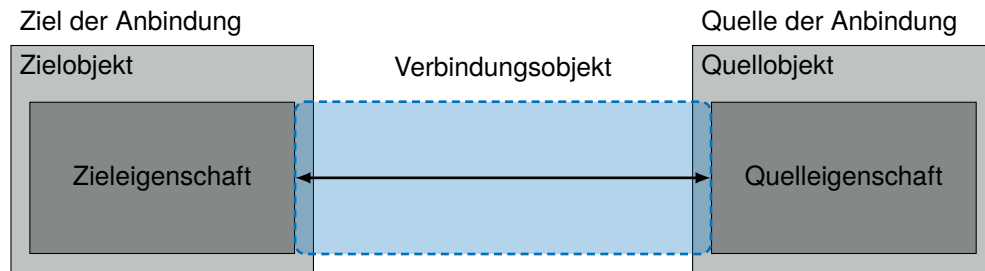 Ziel der Anbindung
Quelle der Anbindung
Zielobjekt
Verbindungsobjekt
Quellobjekt
Zieleigenschaft
Quelleigenschaft